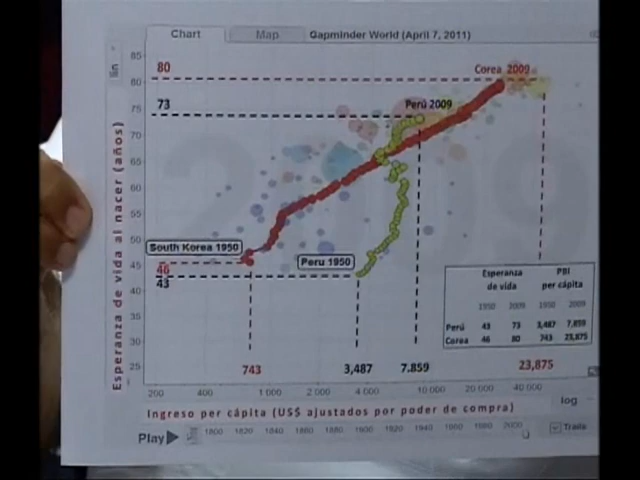 Chart Map Gapminder World (April 7, 2011)
lin
85
80
75
70
65
60
55
50
45
40
35
30
25
Esperanza de vida al nacer (años)
80
Corea 2009
73
Perú 2009
South Korea 1950
46
Peru 1950
43
Esperanza de vida PBI per cápita
1950 2009 1950 2009
Perú 43 73 3,487 7.859
Corea 46 80 743 23,875
743 3,487 7.859 23,875
200 400 1 000 2 000 4 000 10 000 20 000 40 000
Ingreso per cápita (US$ ajustados por poder de compra)
log
Play 1800 1820 1840 1860 1880 1900 1920 1940 1960 1980 2000